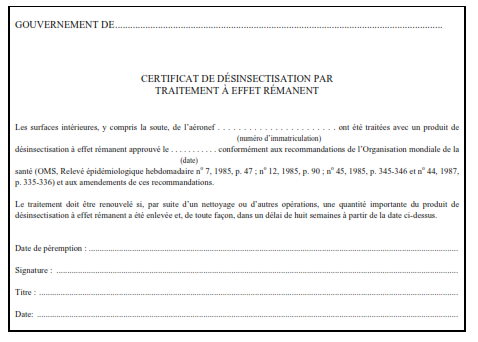 GOUVERNEMENT DE........................................................................................................................
CERTIFICAT DE DÉSINSECTISATION PAR
TRAITEMENT À EFFET RÉMANENT
Les surfaces intérieures, y compris la soute, de l'aéronef . . . . . . . . . . . . . . . . . . . . . . . ont été traitées avec un produit de
(numéro d'immatriculation)
désinsectisation à effet rémanent approuvé le . . . . . . . . . . conformément aux recommandations de l'Organisation mondiale de la
(date)
santé (OMS, Relevé épidémiologique hebdomadaire n° 7, 1985, p. 47 ; n° 12, 1985, p. 90 ; n° 45, 1985, p. 345-346 et n° 44, 1987,
p. 335-336) et aux amendements de ces recommandations.
Le traitement doit être renouvelé si, par suite d'un nettoyage ou d'autres opérations, une quantité importante du produit de
désinsectisation à effet rémanent a été enlevée et, de toute façon, dans un délai de huit semaines à partir de la date ci-dessus.
Date de péremption : ........................................................................................................................
Signature : ........................................................................................................................
Titre : ........................................................................................................................
Date: ........................................................................................................................